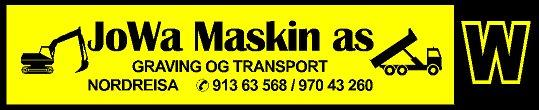 JoWa Maskin as
GRAVING OG TRANSPORT
NORDREISA ✆ 913 63 568 / 970 43 260
W